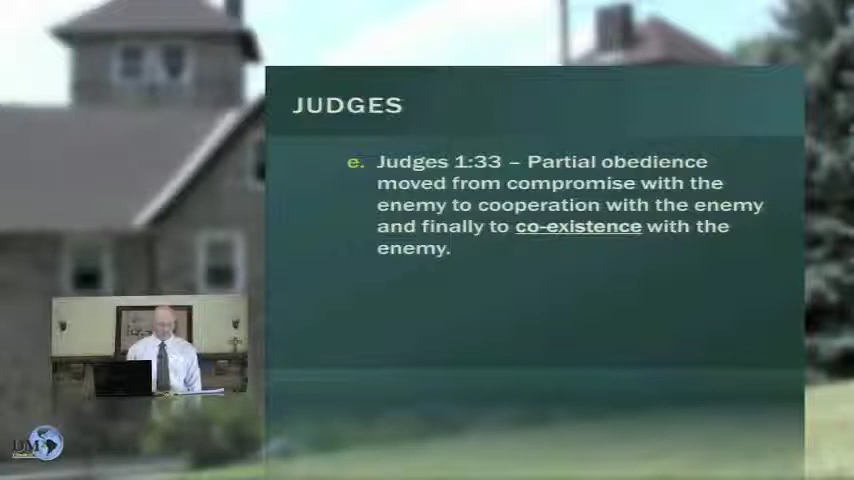 JUDGES
e. Judges 1:33 – Partial obedience
moved from compromise with the
enemy to cooperation with the enemy
and finally to co-existence with the
enemy.
DM